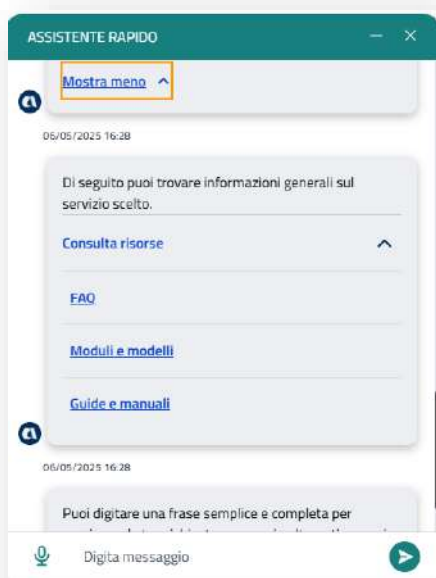 ASSISTENTE RAPIDO
Mostra meno
06/05/2025 16:28
Di seguito puoi trovare informazioni generali sul
servizio scelto.
Consulta risorse
FAQ
Moduli e modelli
Guide e manuali
06/05/2025 16:28
Puoi digitare una frase semplice e completa per
Digita messaggio